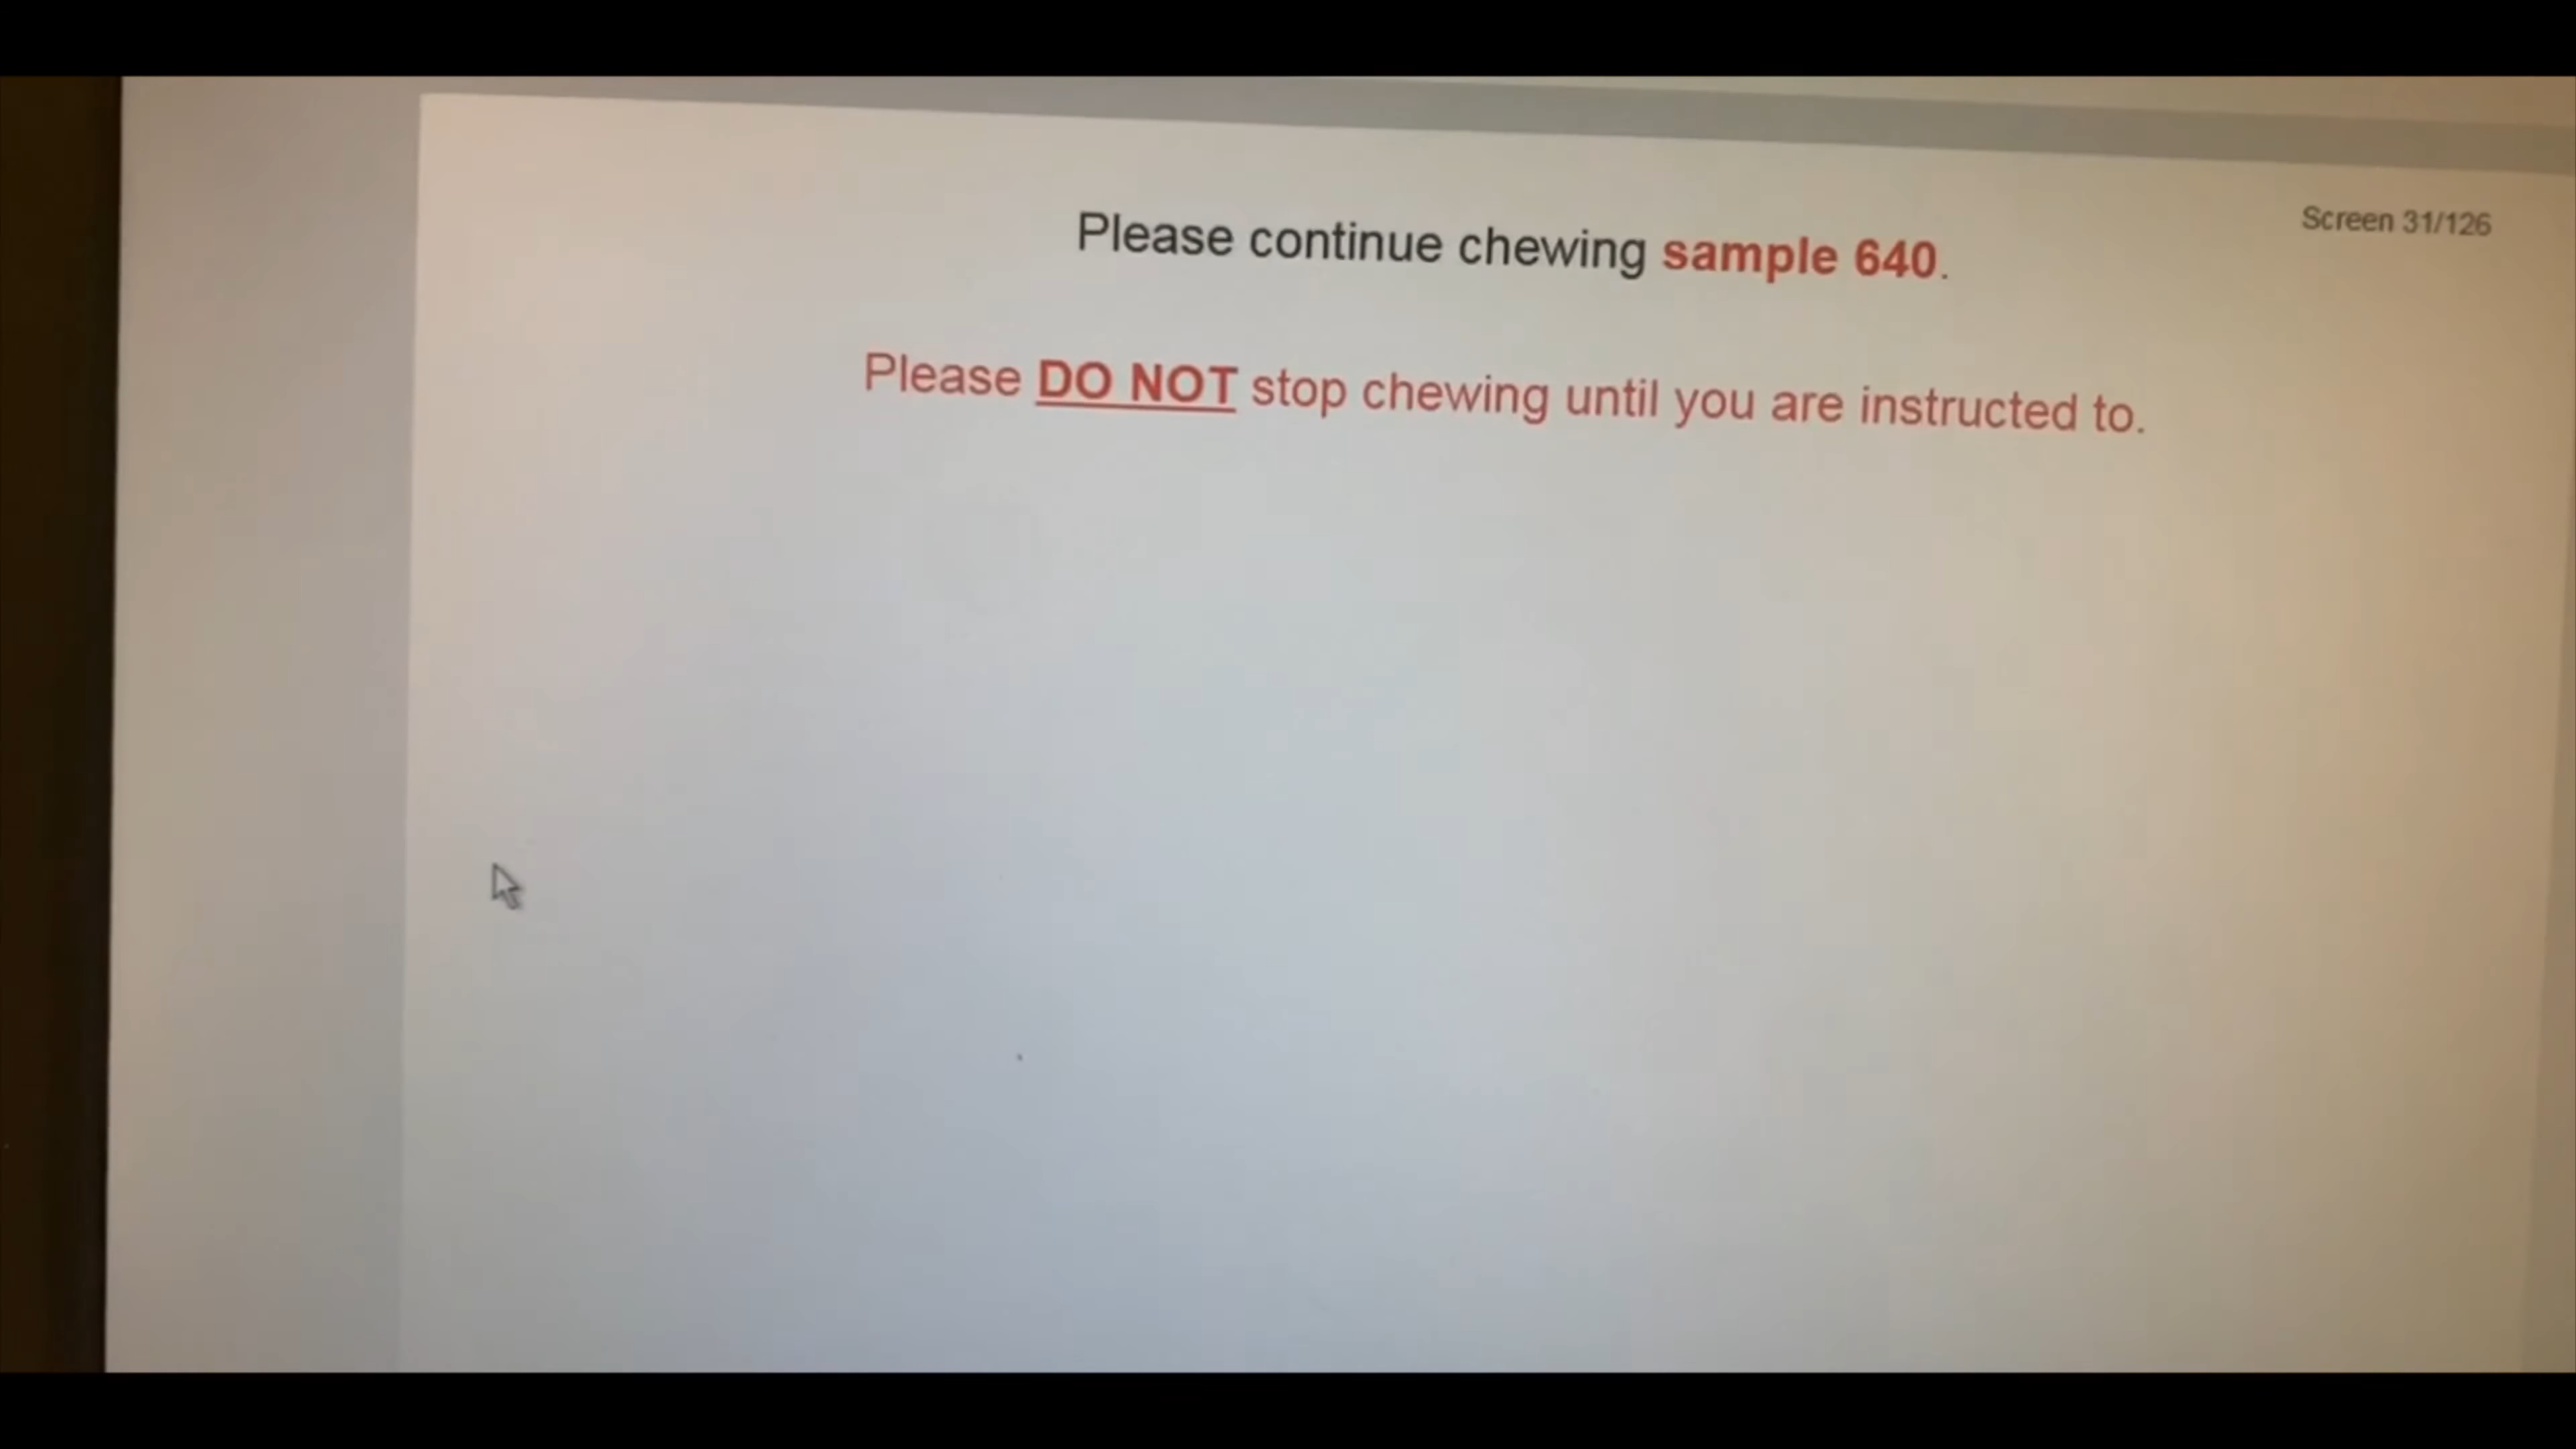 Screen 31/126
Please continue chewing sample 640.
Please DO NOT stop chewing until you are instructed to.